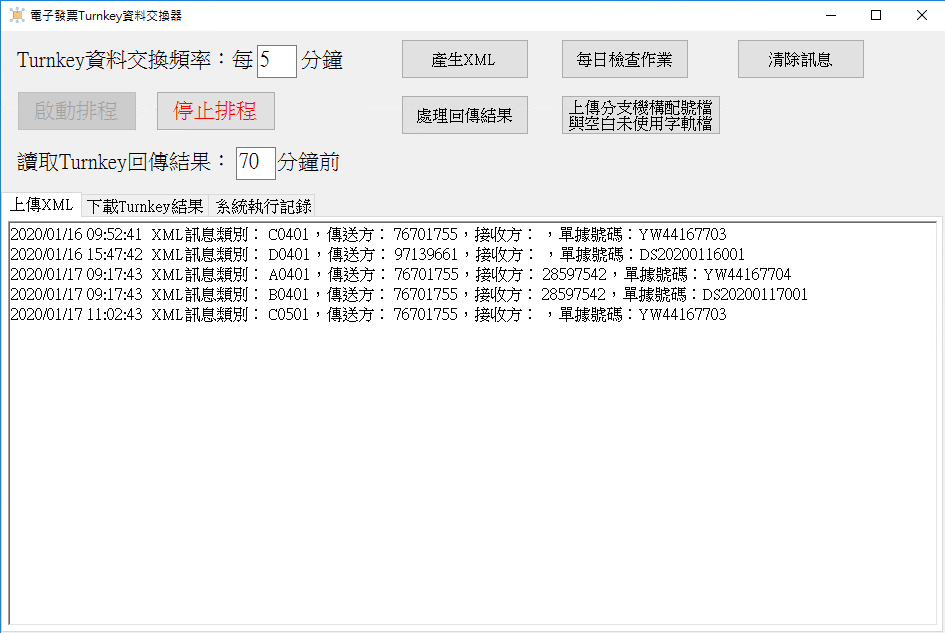 電子發票Turnkey資料交換器
Turnkey資料交換頻率：每 5 分鐘
產生XML
每日檢查作業
清除訊息
啟動排程
停止排程
處理回傳結果
上傳分支機構配號檔
與空白未使用字軌檔
讀取Turnkey回傳結果： 70 分鐘前
上傳XML 下載Turnkey結果 系統執行記錄
2020/01/16 09:52:41 XML訊息類別： C0401，傳送方： 76701755，接收方： ，單據號碼：YW44167703
2020/01/16 15:47:42 XML訊息類別： D0401，傳送方： 97139661，接收方： ，單據號碼：DS20200116001
2020/01/17 09:17:43 XML訊息類別： A0401，傳送方： 76701755，接收方： 28597542，單據號碼：YW44167704
2020/01/17 09:17:43 XML訊息類別： B0401，傳送方： 76701755，接收方： 28597542，單據號碼：DS20200117001
2020/01/17 11:02:43 XML訊息類別： C0501，傳送方： 76701755，接收方： ，單據號碼：YW44167703